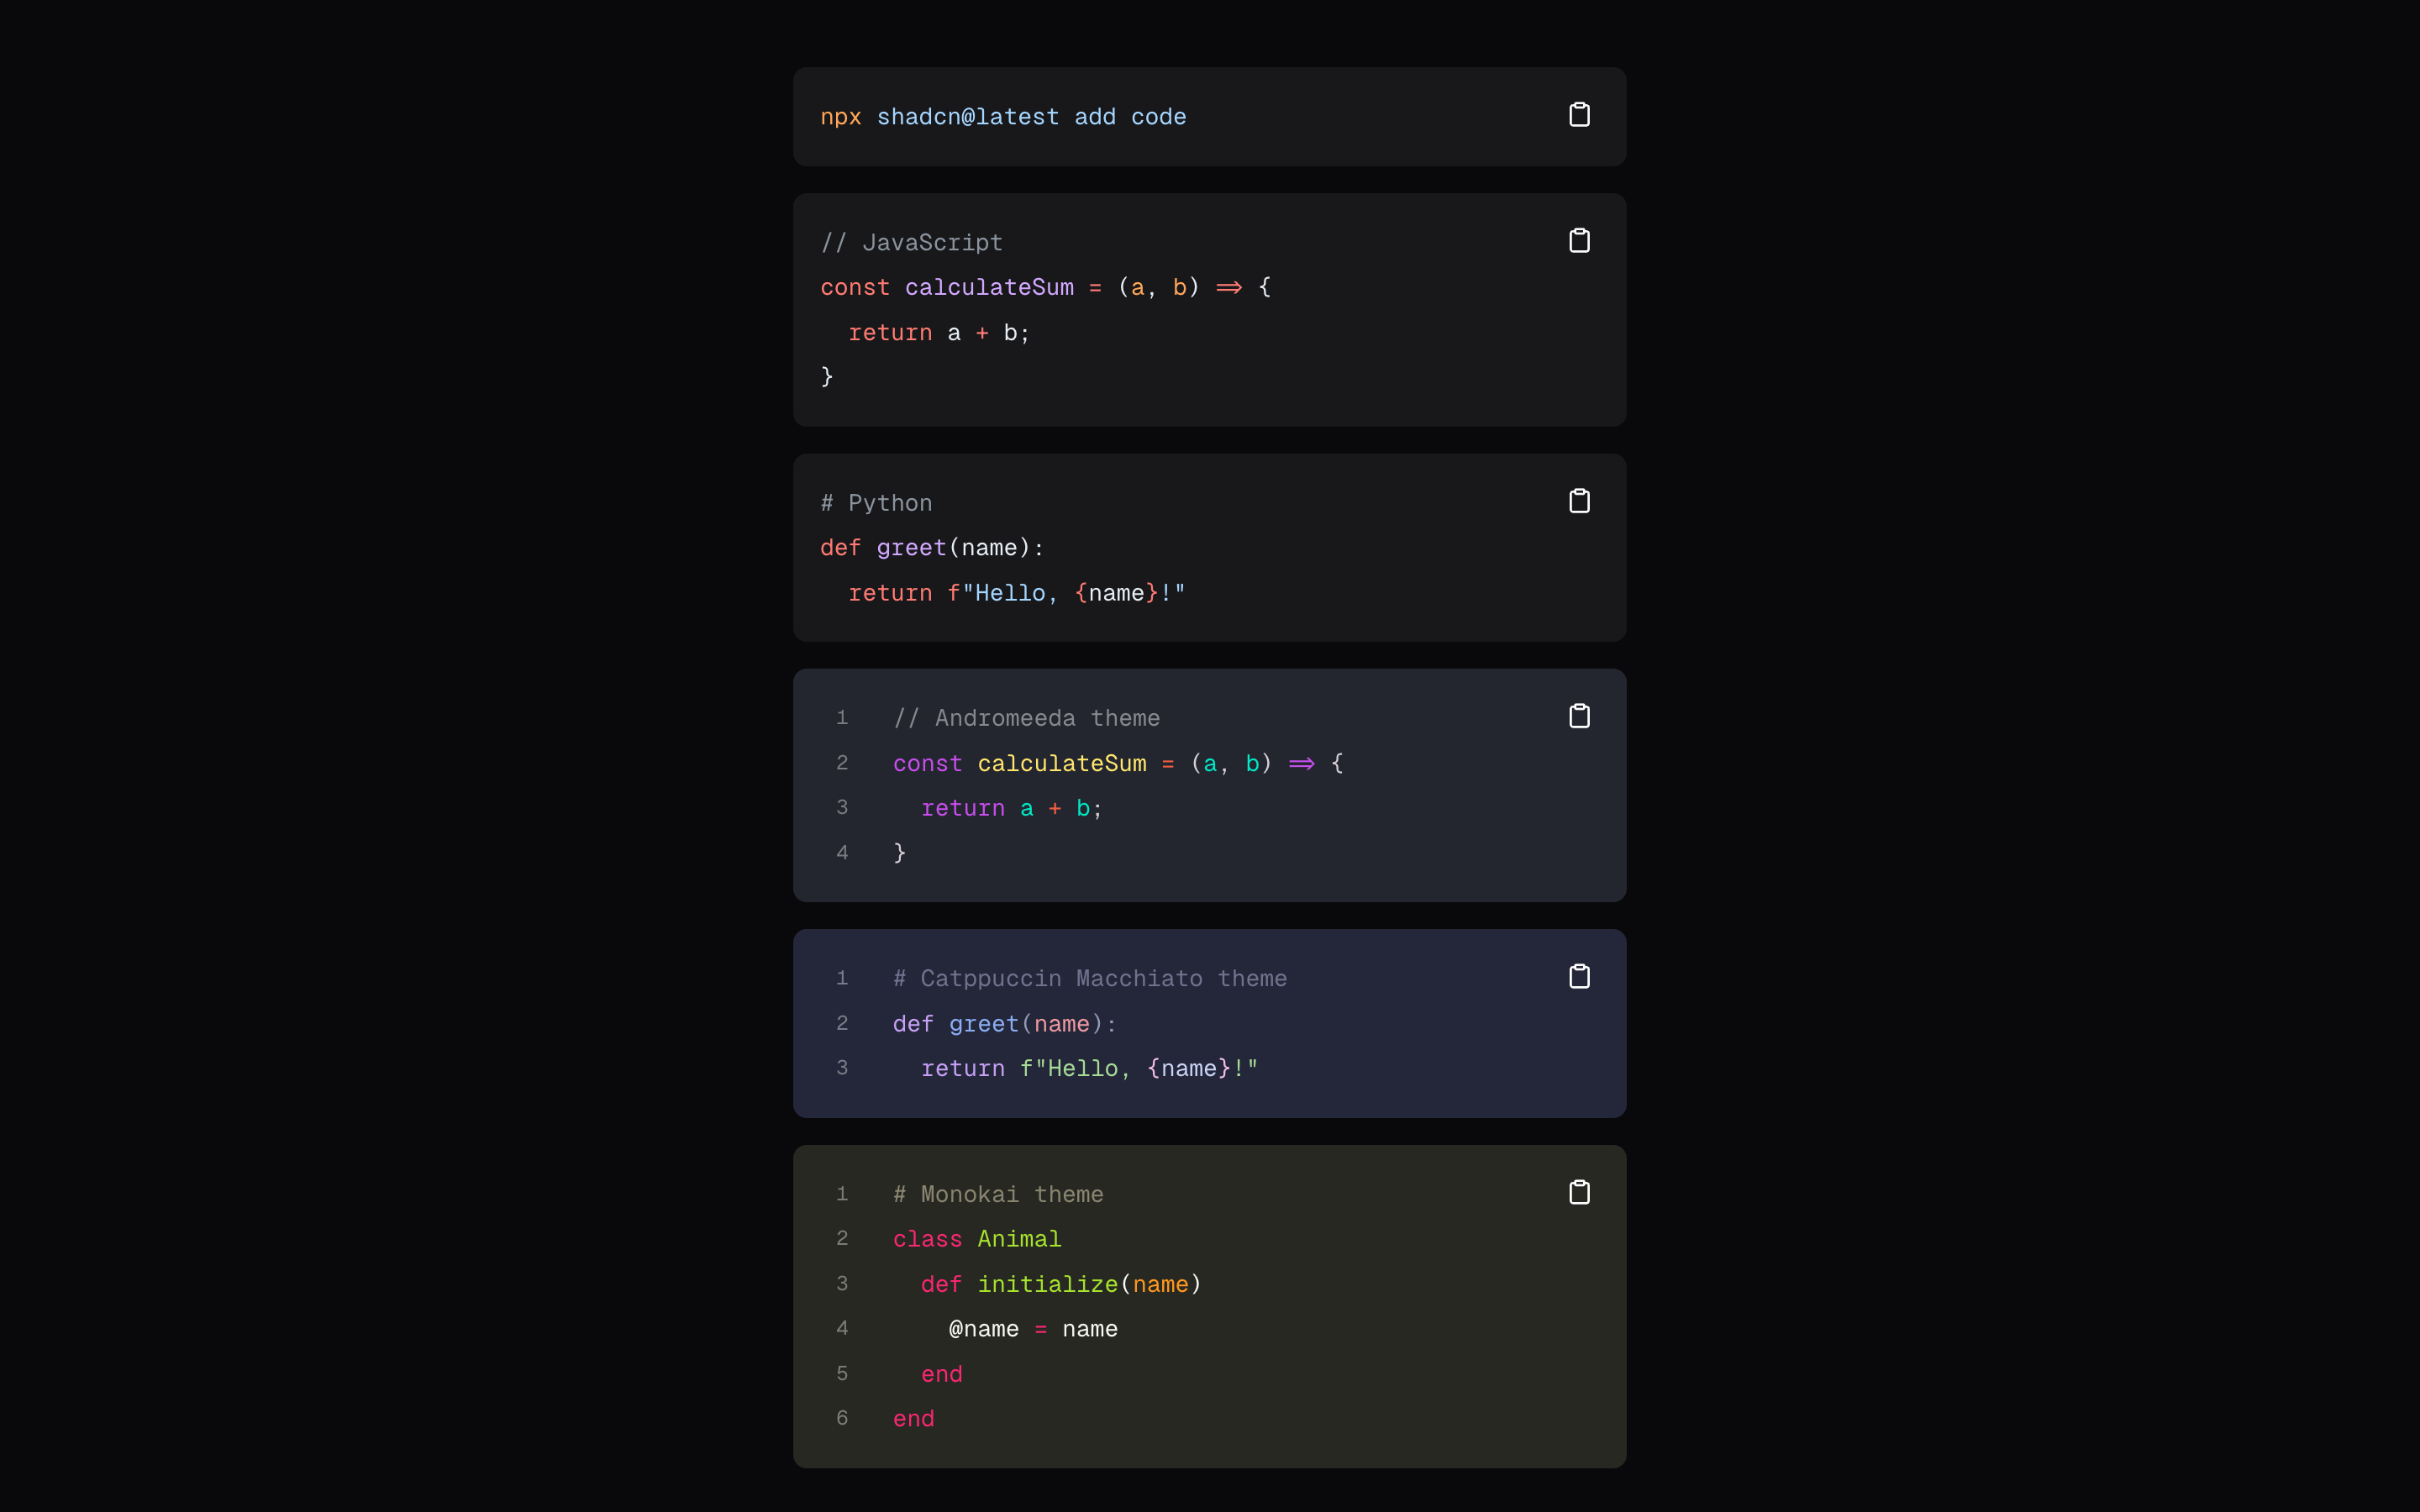 npx shadcn@latest add code
// JavaScript
const calculateSum = (a, b) => {
  return a + b;
}
# Python
def greet(name):
  return f"Hello, {name}!"
1 // Andromeeda theme
2 const calculateSum = (a, b) => {
3   return a + b;
4 }
1 # Catppuccin Macchiato theme
2 def greet(name):
3   return f"Hello, {name}!"
1 # Monokai theme
2 class Animal
3   def initialize(name)
4     @name = name
5   end
6 end